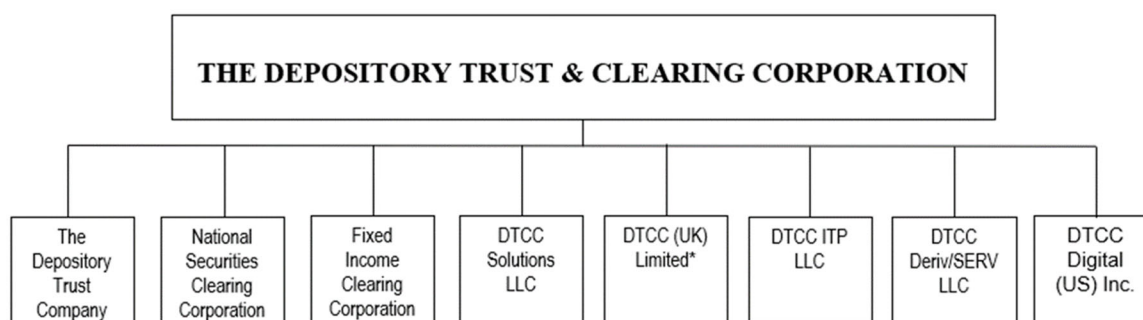 THE DEPOSITORY TRUST & CLEARING CORPORATION
The
Depository
Trust
Company
National
Securities
Clearing
Corporation
Fixed
Income
Clearing
Corporation
DTCC
Solutions
LLC
DTCC (UK)
Limited*
DTCC ITP
LLC
DTCC
Deriv/SERV
LLC
DTCC
Digital
(US) Inc.